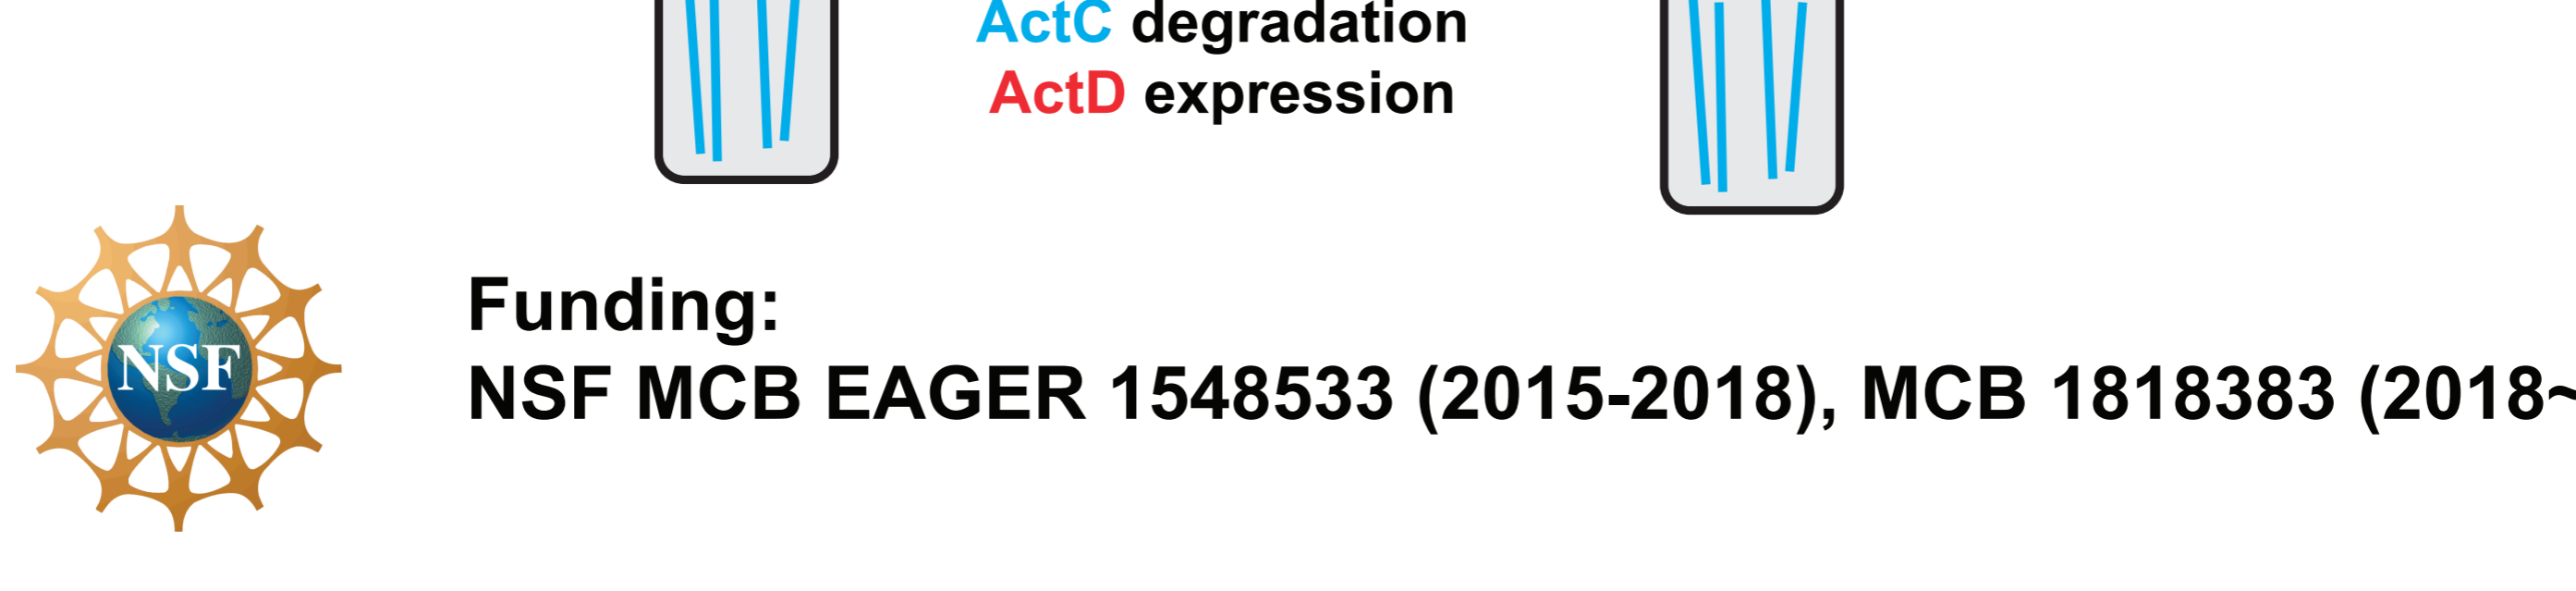 ActC degradation
ActD expression
NSF
Funding:
NSF MCB EAGER 1548533 (2015-2018), MCB 1818383 (2018~